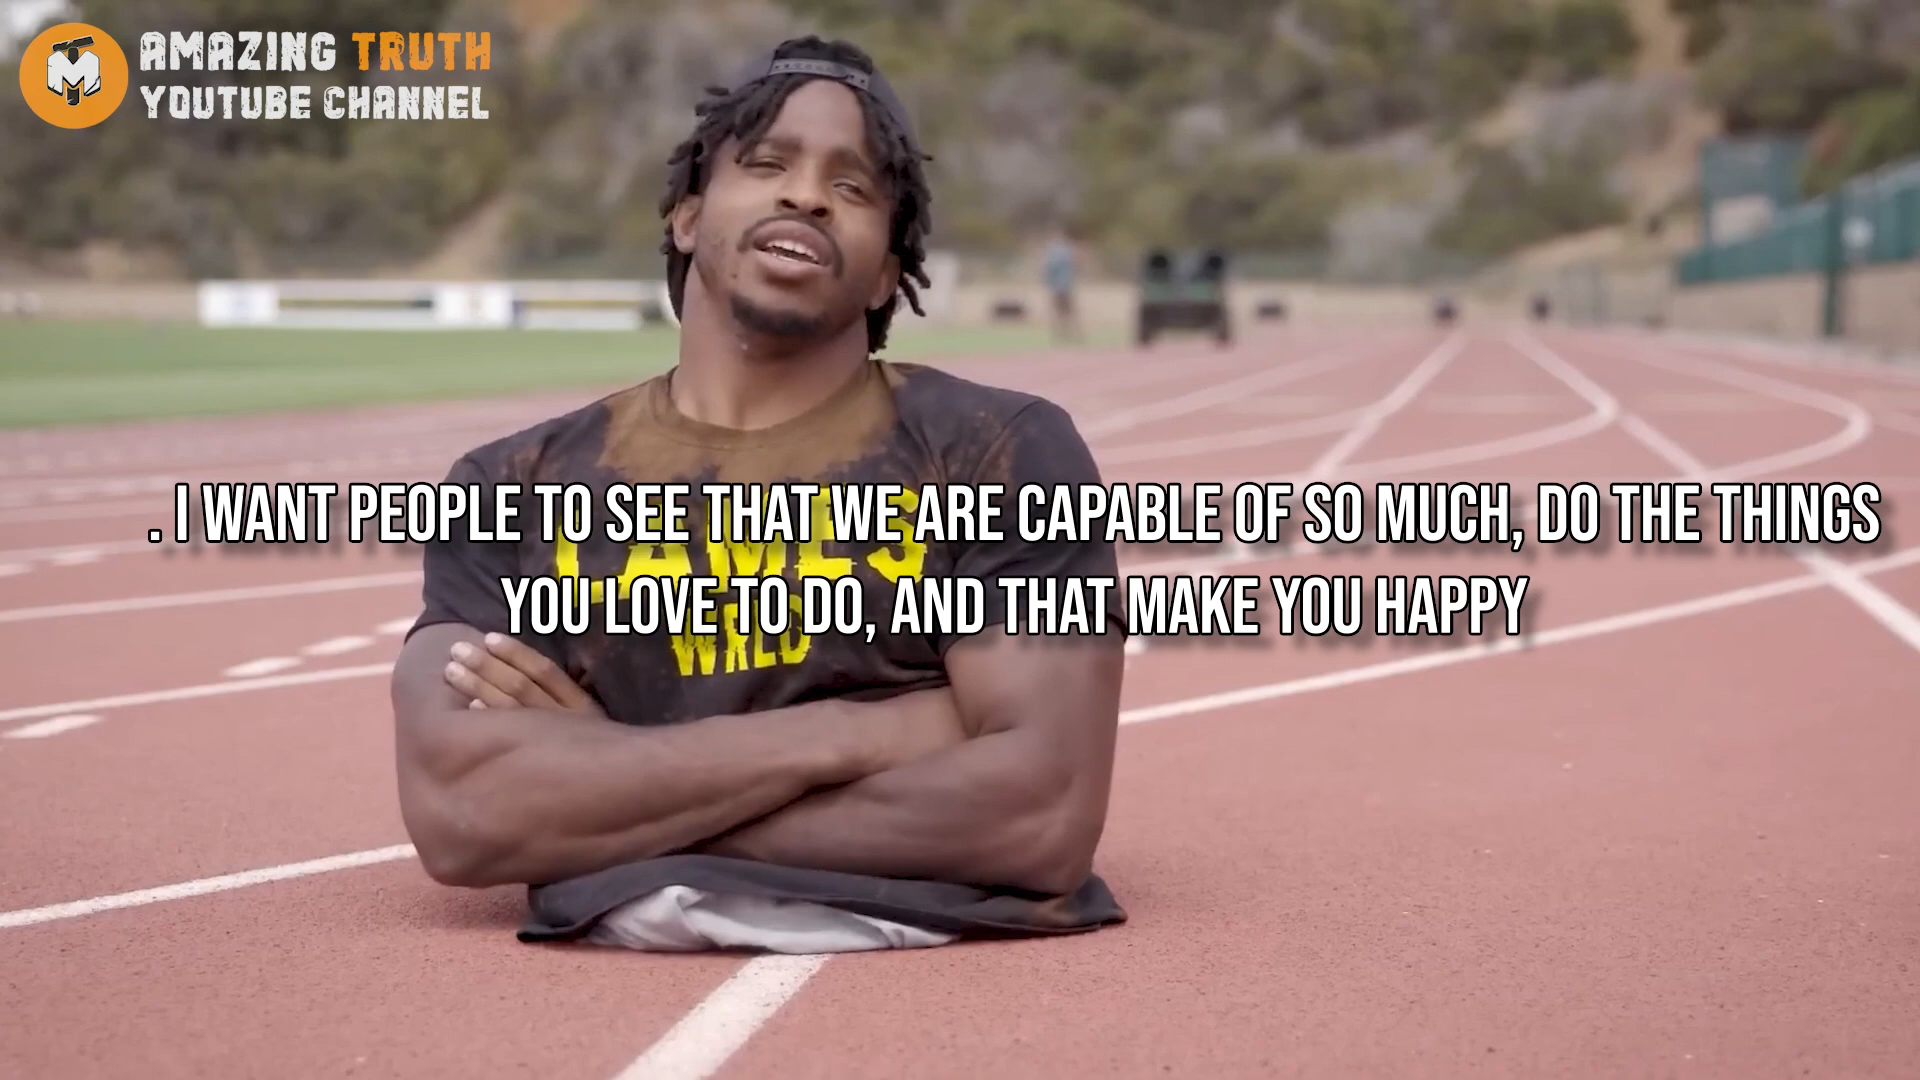 AMAZING TRUTH
YOUTUBE CHANNEL
. I WANT PEOPLE TO SEE THAT WE ARE CAPABLE OF SO MUCH, DO THE THINGS
YOU LOVE TO DO, AND THAT MAKE YOU HAPPY
WRLD